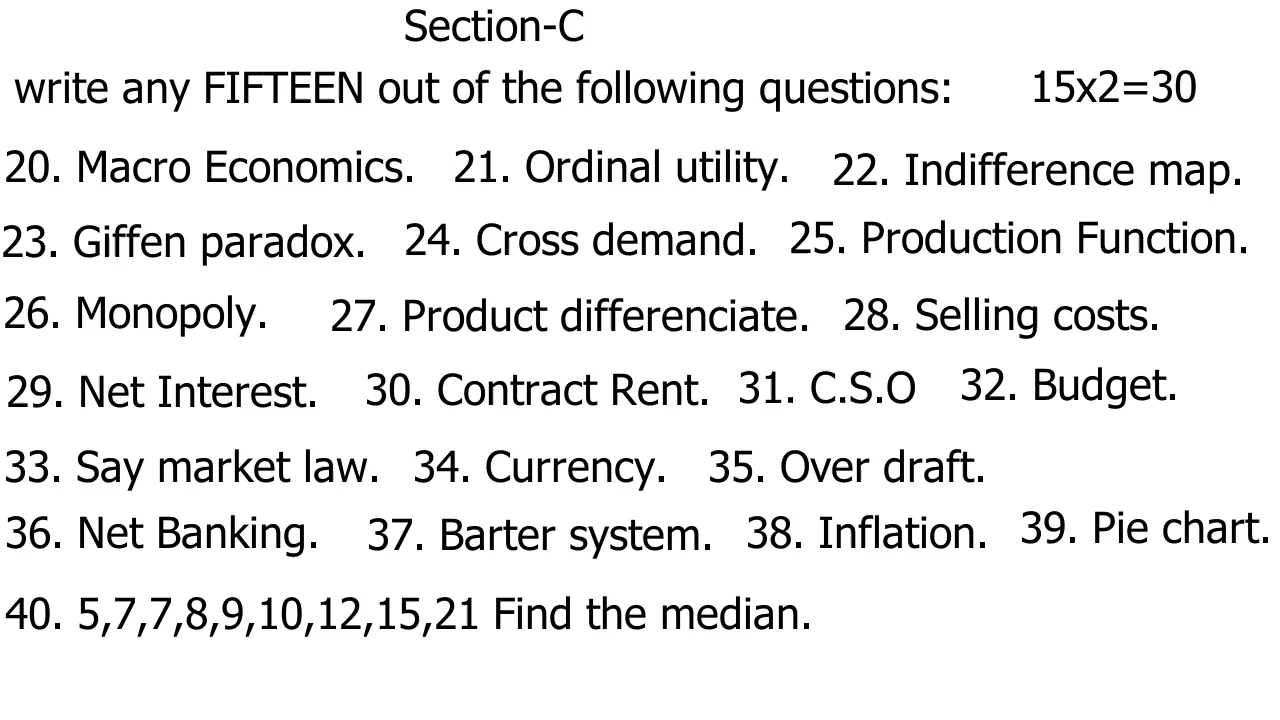 Section-C
write any FIFTEEN out of the following questions: 15x2=30
20. Macro Economics. 21. Ordinal utility. 22. Indifference map.
23. Giffen paradox. 24. Cross demand. 25. Production Function.
26. Monopoly. 27. Product differenciate. 28. Selling costs.
29. Net Interest. 30. Contract Rent. 31. C.S.O 32. Budget.
33. Say market law. 34. Currency. 35. Over draft.
36. Net Banking. 37. Barter system. 38. Inflation. 39. Pie chart.
40. 5,7,7,8,9,10,12,15,21 Find the median.